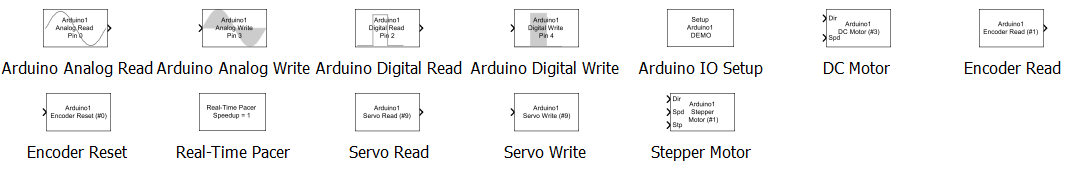 Arduino1
Analog Read
Pin 0
Arduino Analog Read
Arduino1
Analog Write
Pin 3
Arduino Analog Write
Arduino1
Digital Read
Pin 2
Arduino Digital Read
Arduino1
Digital Write
Pin 4
Arduino Digital Write
Setup
Arduino1
DEMO
Arduino IO Setup
Dir
Spd
Arduino1
DC Motor (#3)
DC Motor
Arduino1
Encoder Read (#1)
Encoder Read
Arduino1
Encoder Reset (#0)
Encoder Reset
Real-Time Pacer
Speedup = 1
Real-Time Pacer
Arduino1
Servo Read (#9)
Servo Read
Arduino1
Servo Write (#9)
Servo Write
Dir
Spd
Stp
Arduino1
Stepper
Motor (#1)
Stepper Motor